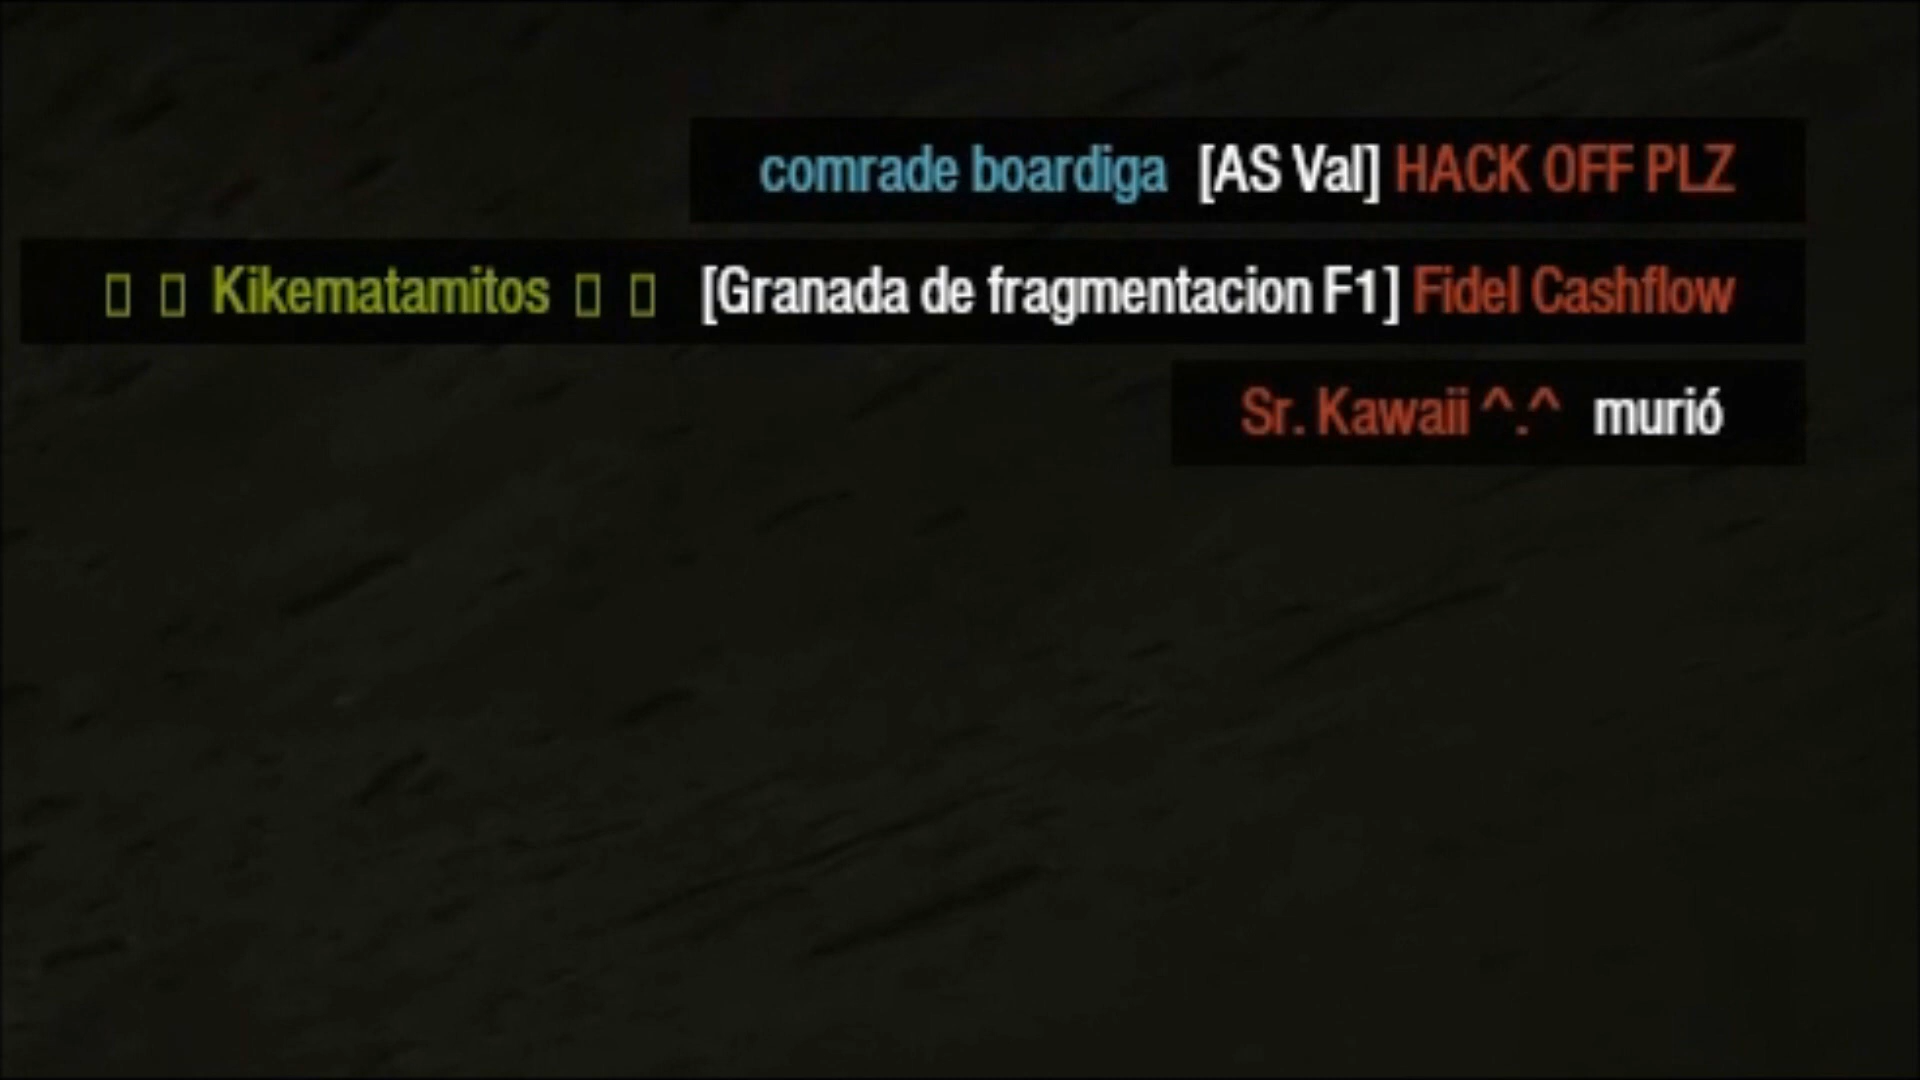 comrade boardiga [AS Val] HACK OFF PLZ
▯ ▯ Kikematamitos ▯ ▯ [Granada de fragmentacion F1] Fidel Cashflow
Sr. Kawaii ^.^ murió